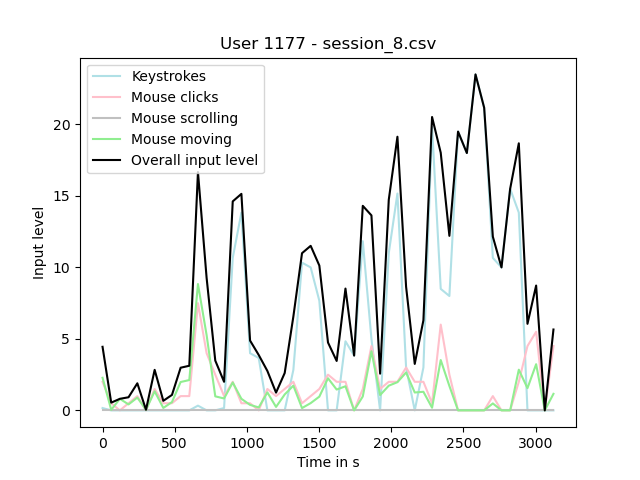 User 1177 - session_8.csv
Keystrokes
Mouse clicks
Mouse scrolling
Mouse moving
Overall input level
Input level
20
15
10
5
0
0 500 1000 1500 2000 2500 3000
Time in s